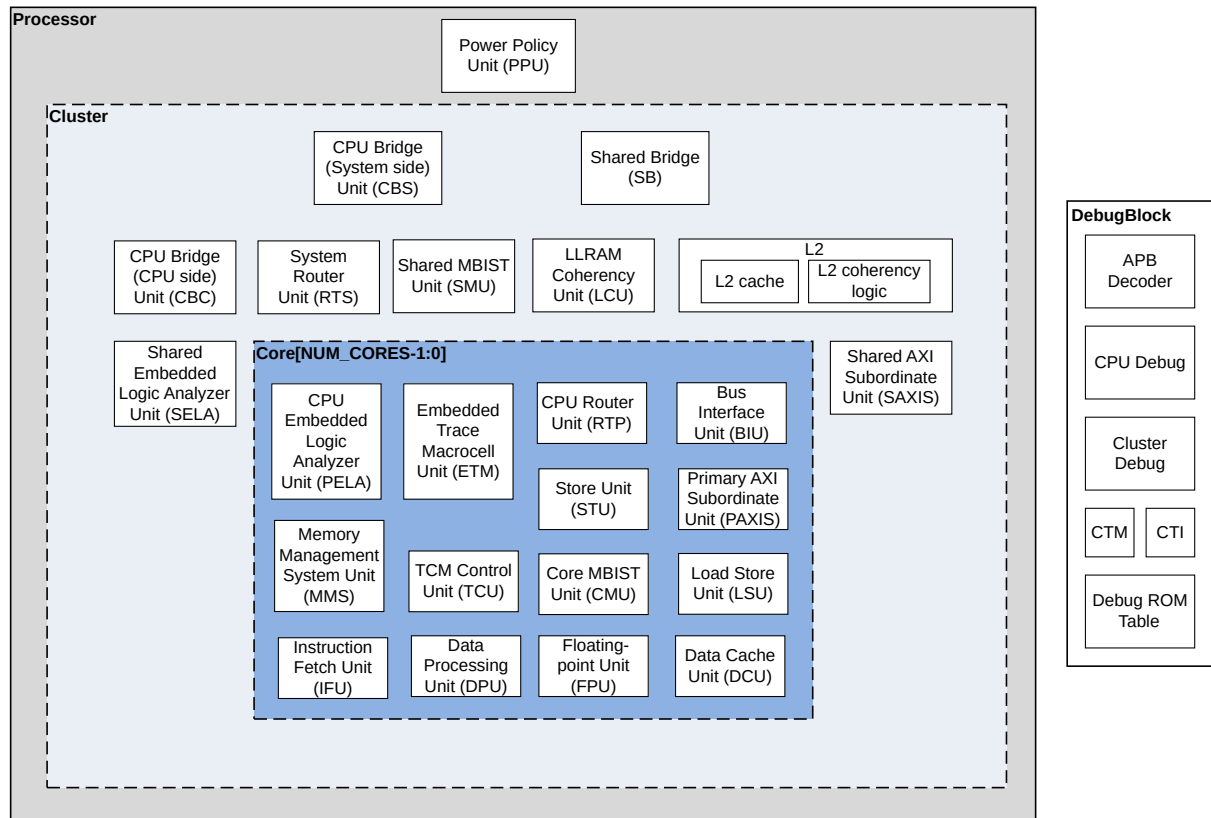 Processor
Power Policy
Unit (PPU)
Cluster
CPU Bridge
(System side)
Unit (CBS)
Shared Bridge
(SB)
CPU Bridge
(CPU side)
Unit (CBC)
System
Router
Unit (RTS)
Shared MBIST
Unit (SMU)
LLRAM
Coherency
Unit (LCU)
L2
L2 cache
L2 coherency
logic
Shared
Embedded
Logic Analyzer
Unit (SELA)
Core[NUM_CORES-1:0]
CPU
Embedded
Logic
Analyzer
Unit (PELA)
Embedded
Trace
Macrocell
Unit (ETM)
CPU Router
Unit (RTP)
Bus
Interface
Unit (BIU)
Store Unit
(STU)
Primary AXI
Subordinate
Unit (PAXIS)
Memory
Management
System Unit
(MMS)
TCM Control
Unit (TCU)
Core MBIST
Unit (CMU)
Load Store
Unit (LSU)
Instruction
Fetch Unit
(IFU)
Data
Processing
Unit (DPU)
Floating-
point Unit
(FPU)
Data Cache
Unit (DCU)
Shared AXI
Subordinate
Unit (SAXIS)
DebugBlock
APB
Decoder
CPU Debug
Cluster
Debug
CTM
CTI
Debug ROM
Table